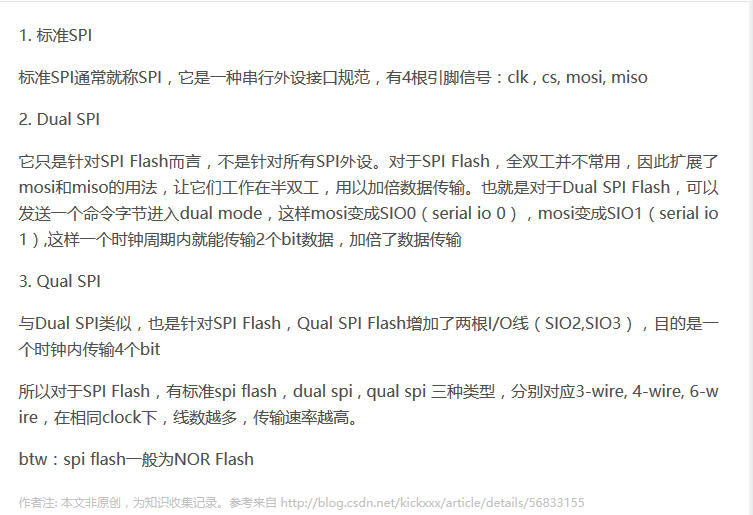 1. 标准SPI
标准SPI通常就称SPI，它是一种串行外设接口规范，有4根引脚信号：clk , cs, mosi, miso
2. Dual SPI
它只是针对SPI Flash而言，不是针对所有SPI外设。对于SPI Flash，全双工并不常用，因此扩展了
mosi和miso的用法，让它们工作在半双工，用以加倍数据传输。也就是对于Dual SPI Flash，可以
发送一个命令字节进入dual mode，这样mosi变成SIO0（serial io 0），mosi变成SIO1（serial io
1）,这样一个时钟周期内就能传输2个bit数据，加倍了数据传输
3. Qual SPI
与Dual SPI类似，也是针对SPI Flash，Qual SPI Flash增加了两根I/O线（SIO2,SIO3），目的是一
个时钟内传输4个bit
所以对于SPI Flash，有标准spi flash，dual spi , qual spi 三种类型，分别对应3-wire, 4-wire, 6-w
ire，在相同clock下，线数越多，传输速率越高。
btw：spi flash一般为NOR Flash
作者注: 本文非原创，为知识收集记录。参考来自 http://blog.csdn.net/kickxxx/article/details/56833155